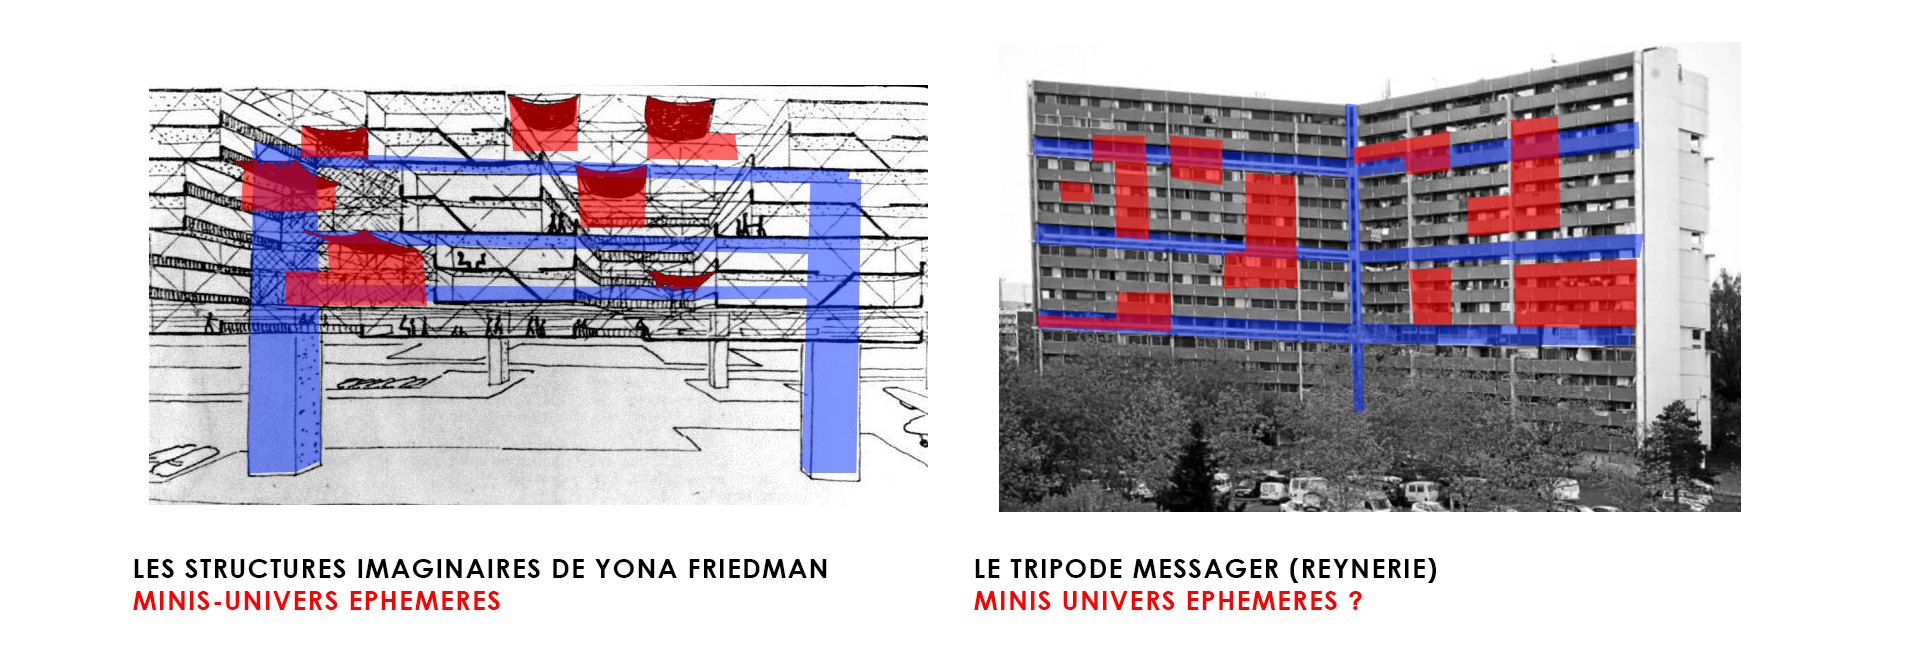 LES STRUCTURES IMAGINAIRES DE YONA FRIEDMAN
MINIS-UNIVERS EPHEMERES
LE TRIPODE MESSAGER (REYNERIE)
MINIS UNIVERS EPHEMERES ?